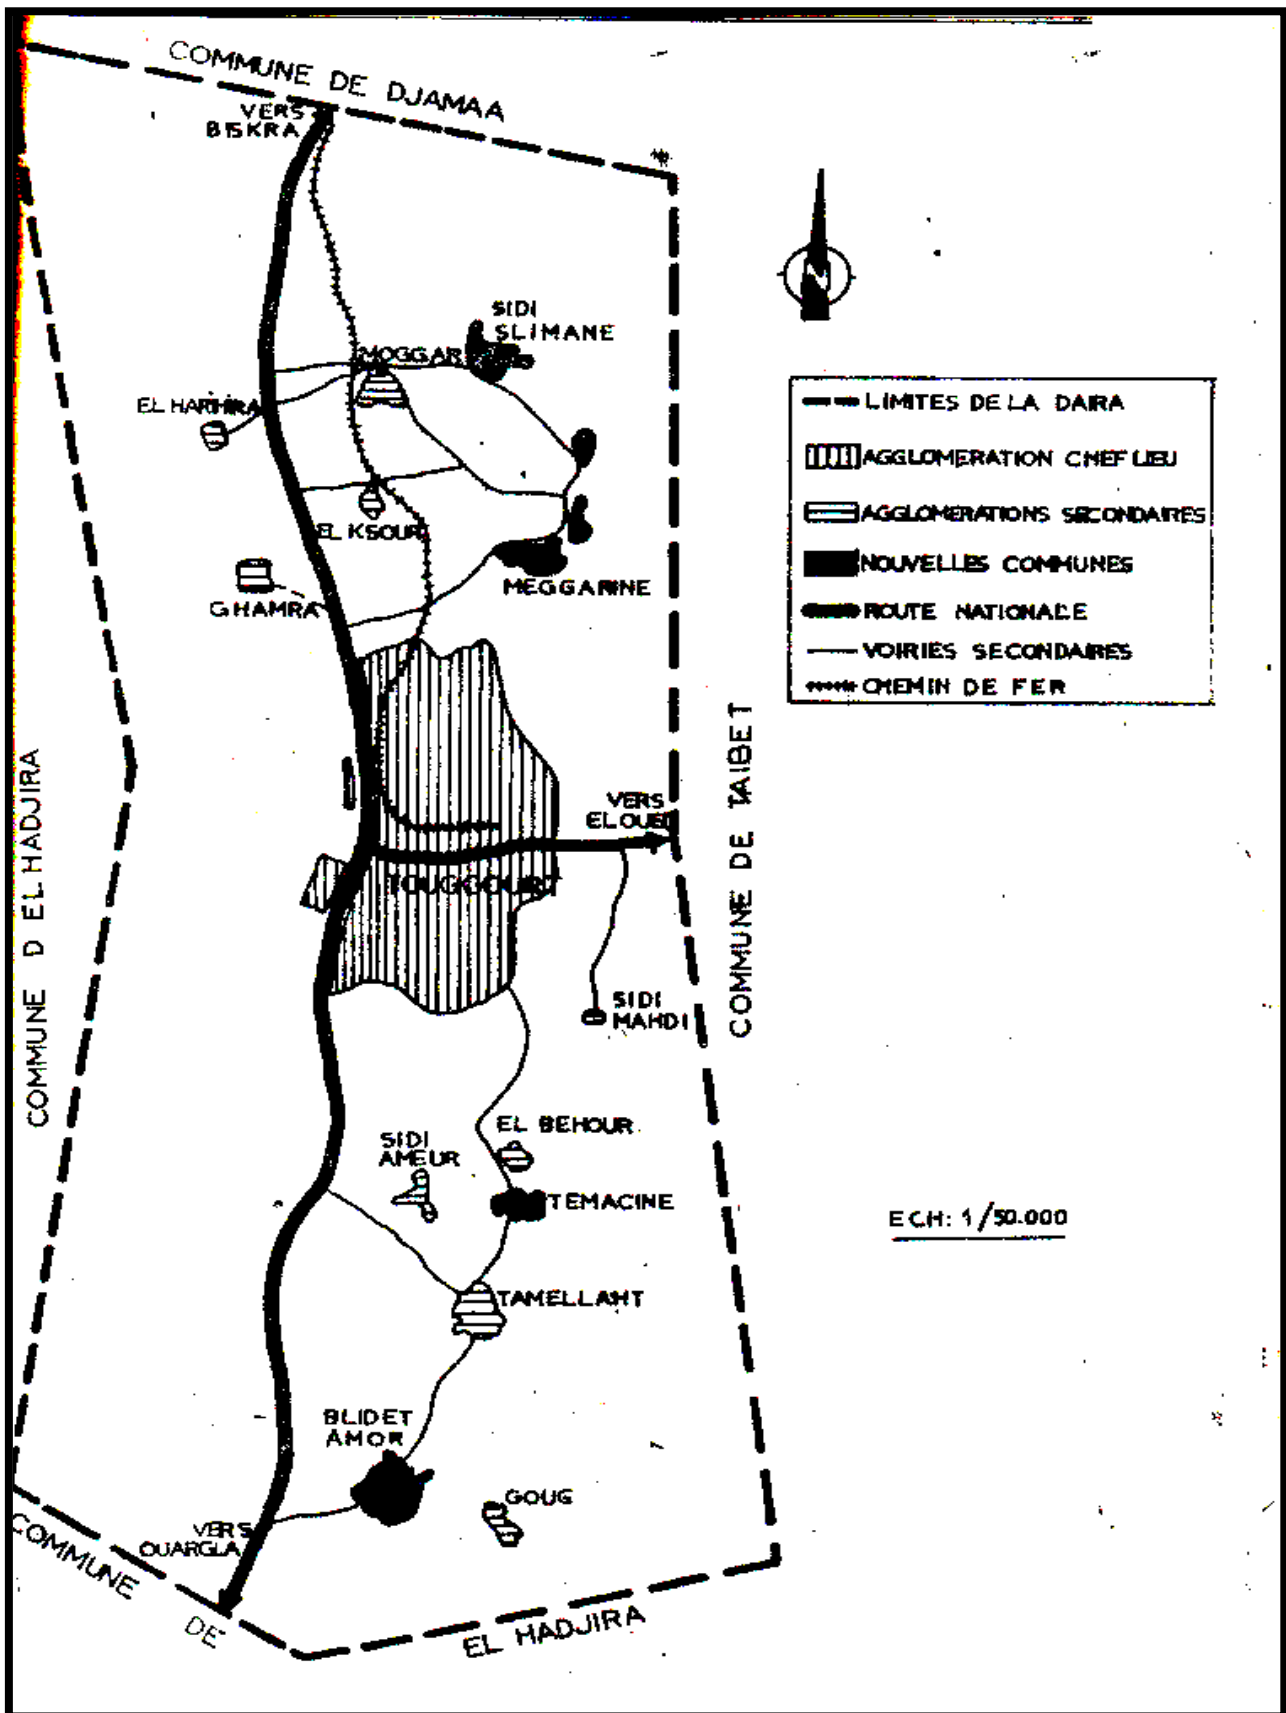 COMMUNE DE DJAMAA
VERS
BISKRA
SIDI
SLIMANE
MOGGAR
EL HARHIRA
EL KSOUR
MEGGARINE
GHAMRA
LIMITES DE LA DAIRA
AGGLOMERATION CHEF LIEU
AGGLOMERATIONS SECONDAIRES
NOUVELLES COMMUNES
ROUTE NATIONALE
VOIRIES SECONDAIRES
CHEMIN DE FER
COMMUNE D EL HADJIRA
COMMUNE DE TAIBET
VERS
EL OUED
TOUGGOURT
SIDI
MAHDI
EL BEHOUR
SIDI
AMEUR
TEMACINE
ECH: 1/50.000
TAMELLAHT
BLIDET
AMOR
GOUG
VERS
OUARGLA
COMMUNE DE EL HADJIRA